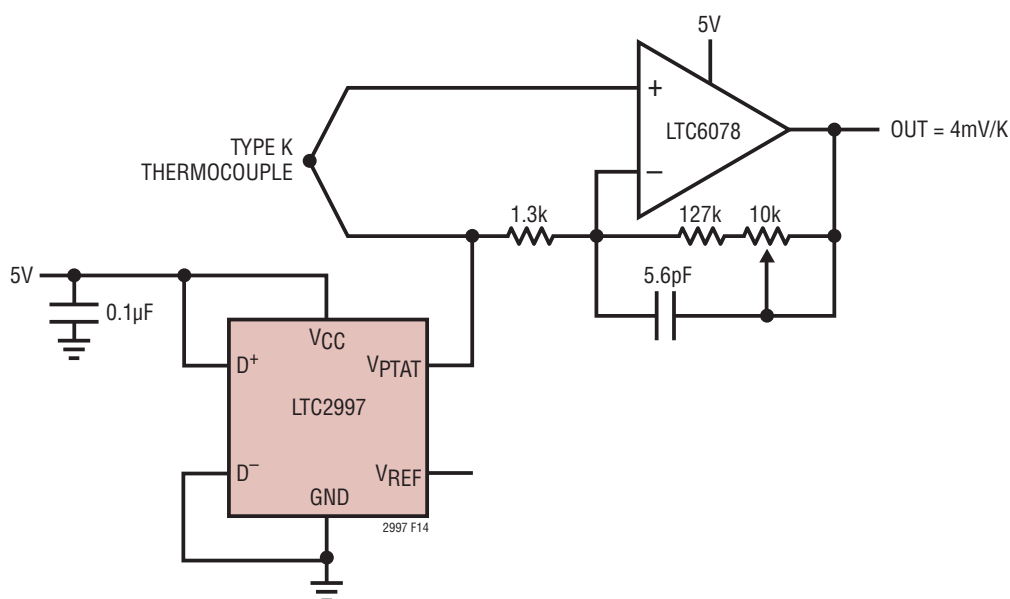 5V
+
LTC6078
OUT = 4mV/K
–
TYPE K
THERMOCOUPLE
1.3k
127k
10k
5.6pF
5V
0.1µF
VCC
D+
VPTAT
LTC2997
D–
VREF
GND
2997 F14